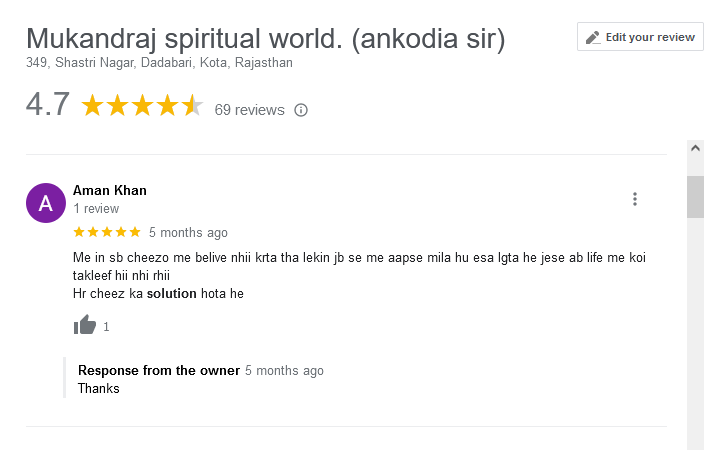 Mukandraj spiritual world. (ankodia sir)
Edit your review
349, Shastri Nagar, Dadabari, Kota, Rajasthan
4.7 69 reviews
A
Aman Khan
1 review
5 months ago
Me in sb cheezo me belive nhii krta tha lekin jb se me aapse mila hu esa lgta he jese ab life me koi
takleef hii nhi rhii
Hr cheez ka solution hota he
1
Response from the owner 5 months ago
Thanks